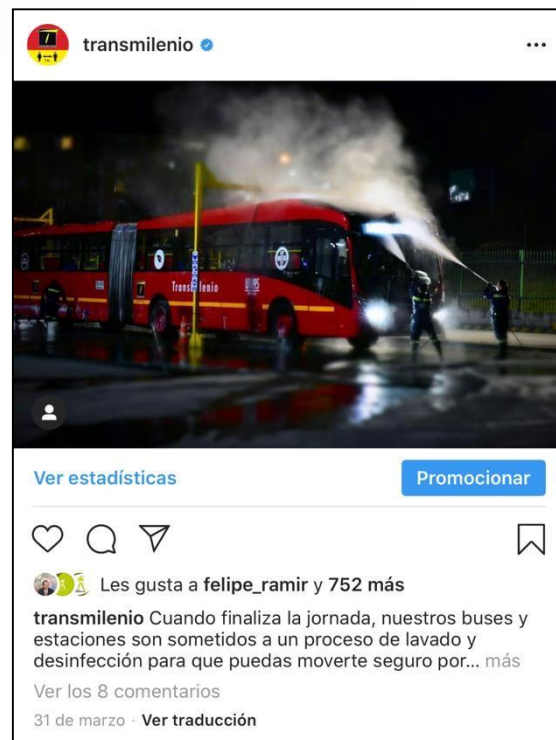 transmilenio
TransMilenio
Ver estadísticas
Promocionar
Les gusta a felipe_ramir y 752 más
transmilenio Cuando finaliza la jornada, nuestros buses y
estaciones son sometidos a un proceso de lavado y
desinfección para que puedas moverte seguro por... más
Ver los 8 comentarios
31 de marzo · Ver traducción